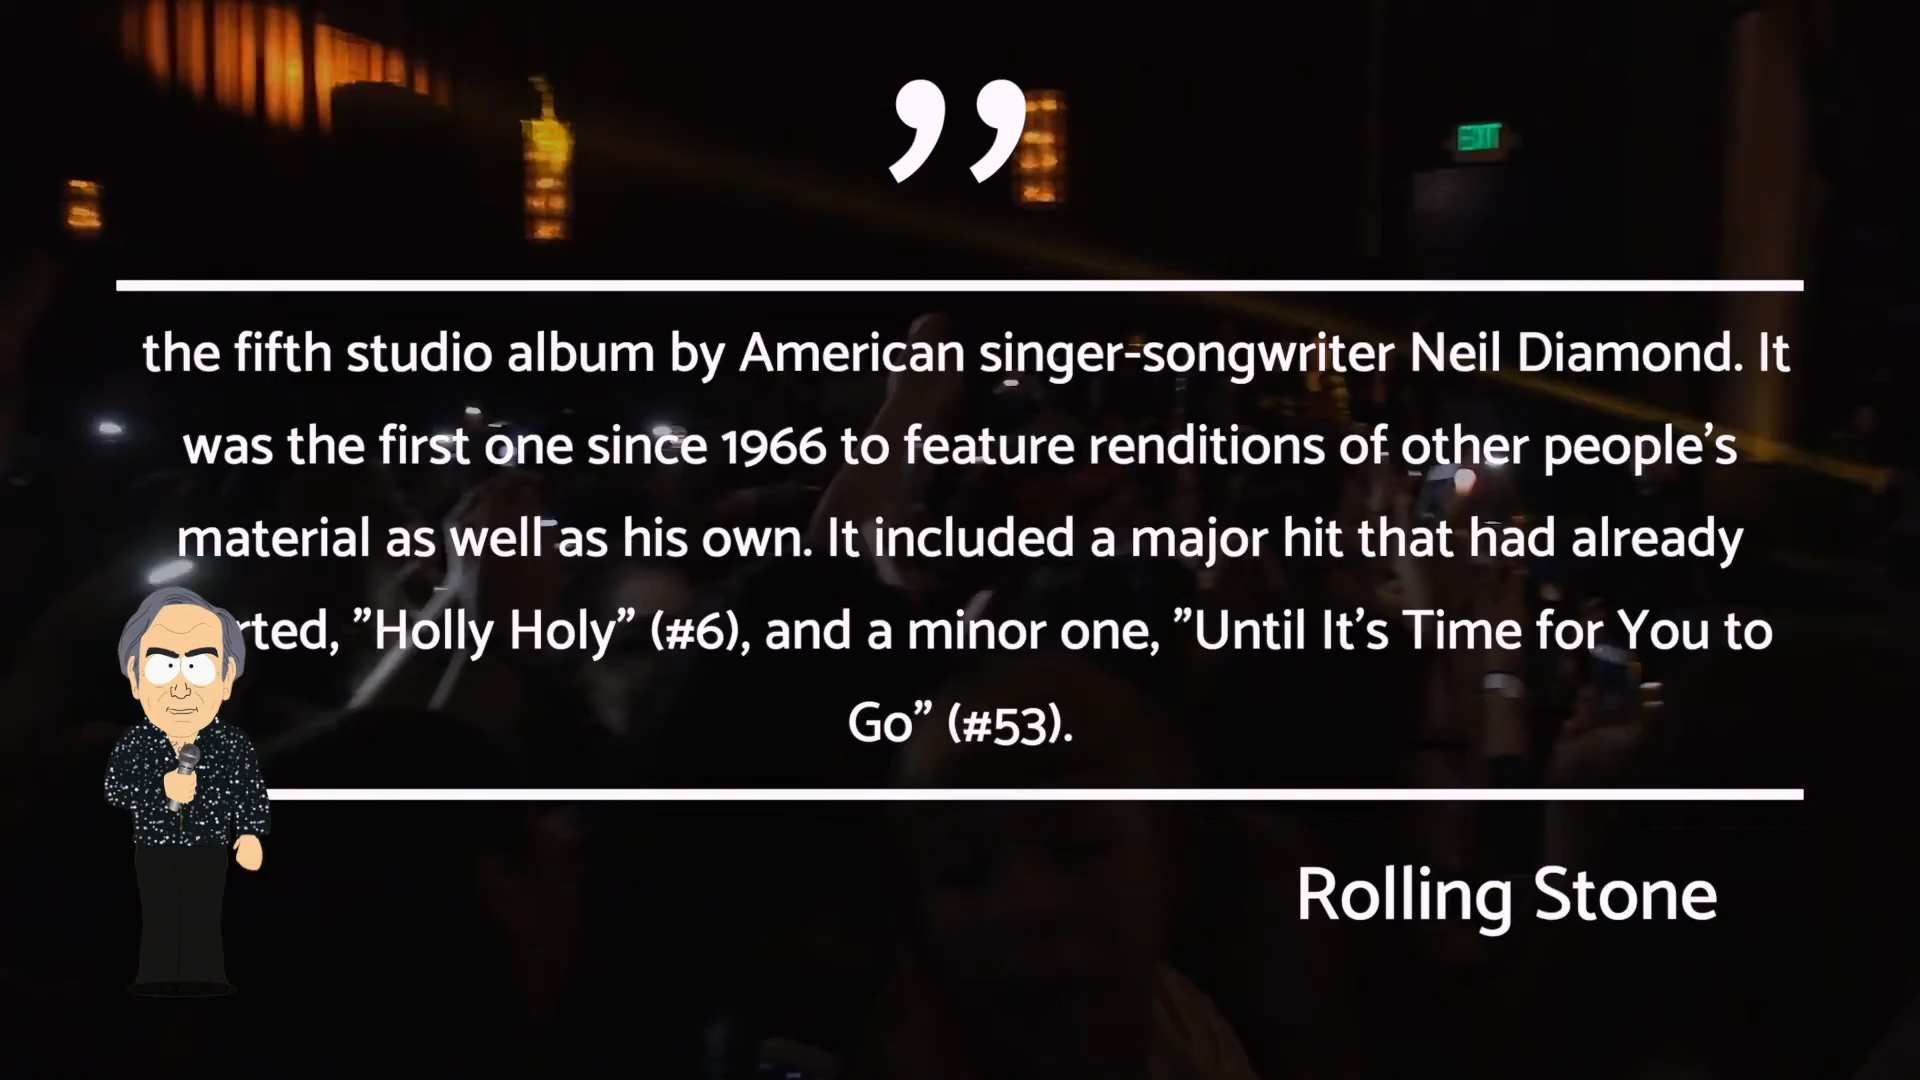 ”
EXIT
the fifth studio album by American singer-songwriter Neil Diamond. It
was the first one since 1966 to feature renditions of other people’s
material as well as his own. It included a major hit that had already
rted, ”Holly Holy” (#6), and a minor one, ”Until It’s Time for You to
Go” (#53).
Rolling Stone